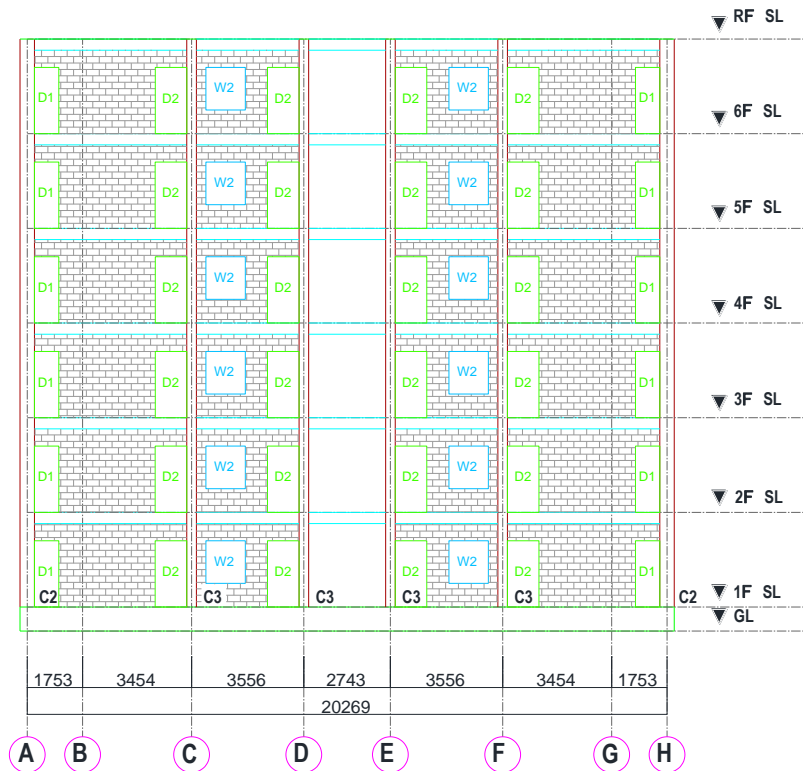 RF SL
D1 D2 W2 D2 D2 W2 D2 D1
6F SL
D1 D2 W2 D2 D2 W2 D2 D1
5F SL
D1 D2 W2 D2 D2 W2 D2 D1
4F SL
D1 D2 W2 D2 D2 W2 D2 D1
3F SL
D1 D2 W2 D2 D2 W2 D2 D1
2F SL
D1 D2 W2 D2 D2 W2 D2 D1
C2 C3 C3 C3 C3 C2
1F SL
GL
1753 3454 3556 2743 3556 3454 1753
20269
A B C D E F G H